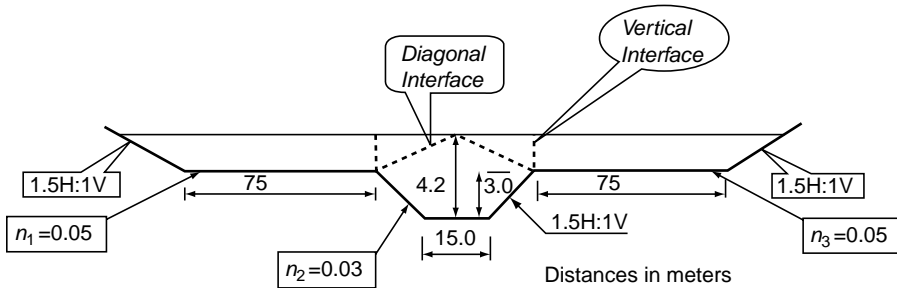 Diagonal
Interface
Vertical
Interface
1.5H:1V
75
4.2
3.0
75
1.5H:1V
n1=0.05
n2=0.03
15.0
1.5H:1V
n3=0.05
Distances in meters